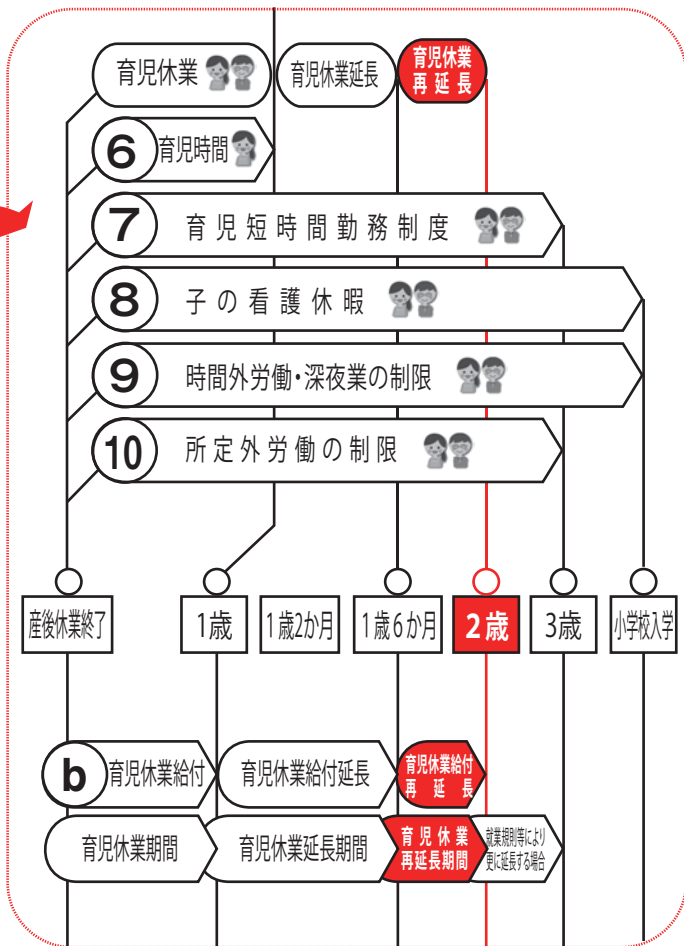 育児休業
育児休業延長
育児休業
再延長
6 育児時間
7 育児短時間勤務制度
8 子の看護休暇
9 時間外労働・深夜業の制限
10 所定外労働の制限
産後休業終了
1歳
1歳2か月
1歳6か月
2歳
3歳
小学校入学
b 育児休業給付
育児休業給付延長
育児休業給付
再延長
育児休業期間
育児休業延長期間
育児休業
再延長期間
就業規則等により
更に延長する場合